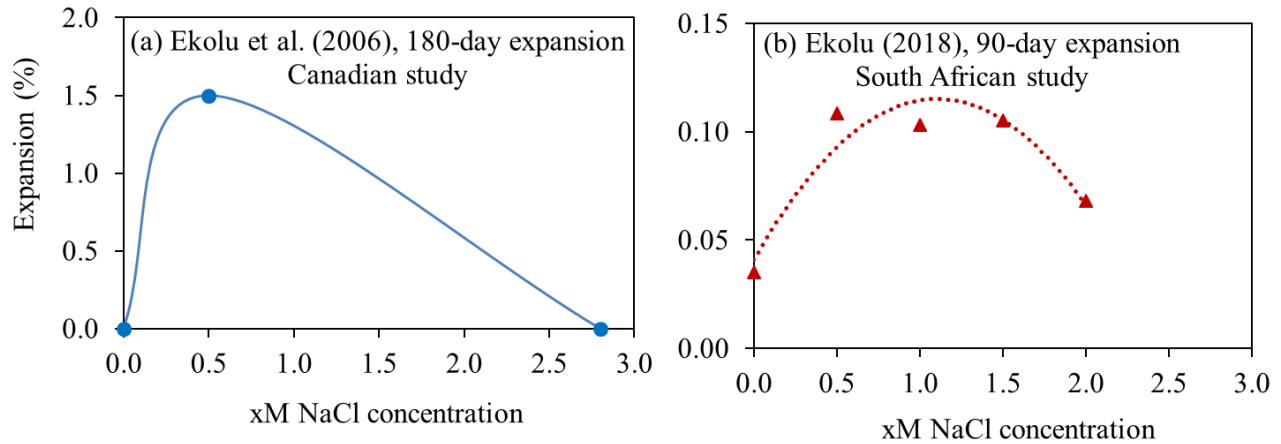 (a) Ekolu et al. (2006), 180-day expansion
Canadian study
Expansion (%)
2.0
1.5
1.0
0.5
0.0
0.0 0.5 1.0 1.5 2.0 2.5 3.0
xM NaCl concentration
(b) Ekolu (2018), 90-day expansion
South African study
0.15
0.10
0.05
0.00
0.0 0.5 1.0 1.5 2.0 2.5 3.0
xM NaCl concentration